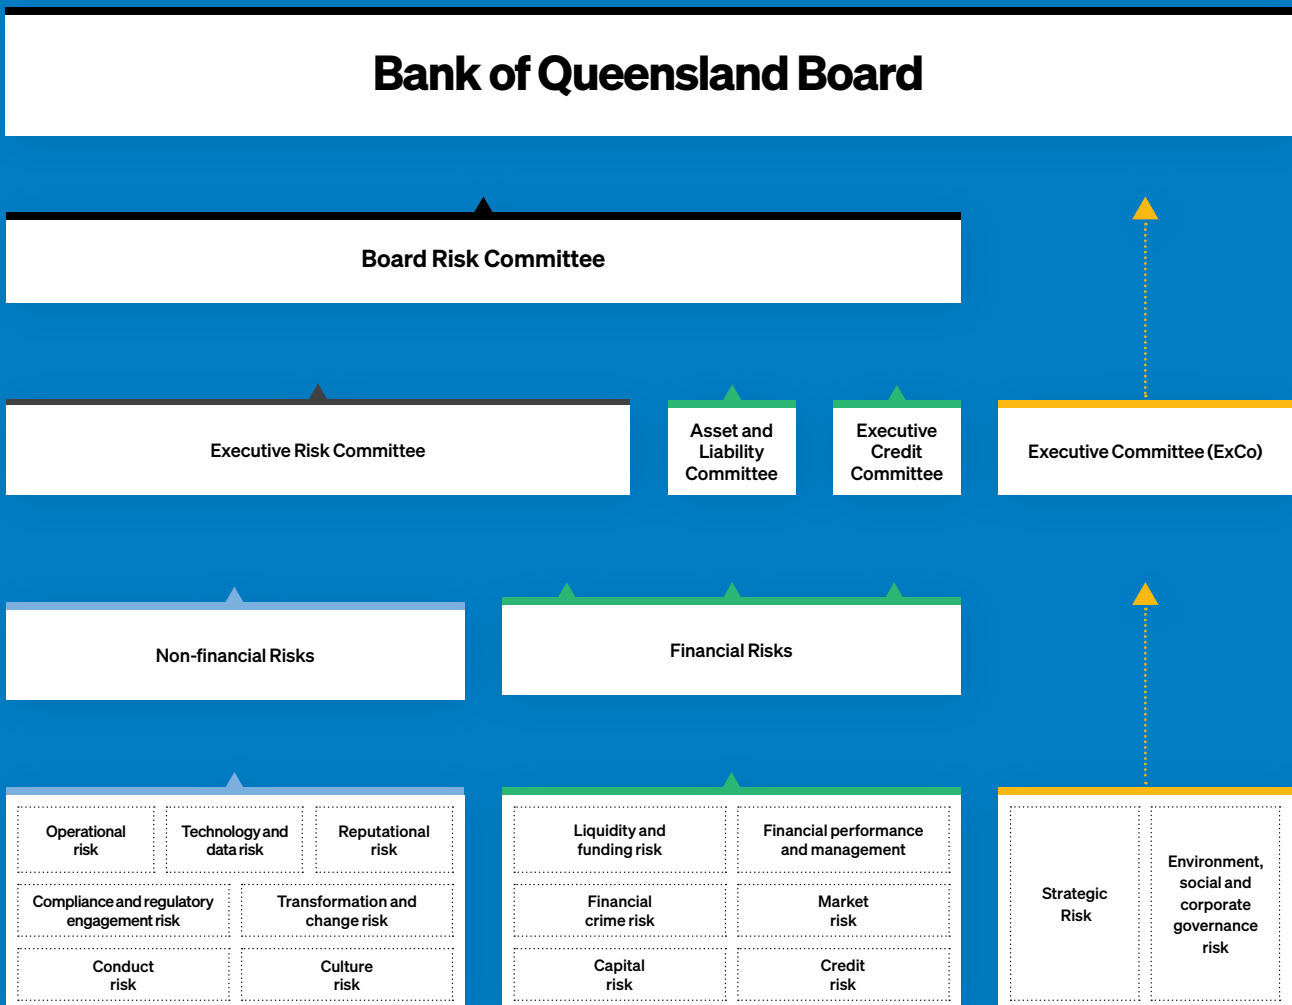 Bank of Queensland Board
Board Risk Committee
Executive Risk Committee
Asset and
Liability
Committee
Executive
Credit
Committee
Executive Committee (ExCo)
Non-financial Risks
Financial Risks
Operational
risk
Technology and
data risk
Reputational
risk
Compliance and regulatory
engagement risk
Transformation and
change risk
Conduct
risk
Culture
risk
Liquidity and
funding risk
Financial performance
and management
Financial
crime risk
Market
risk
Capital
risk
Credit
risk
Strategic
Risk
Environment,
social and
corporate
governance
risk